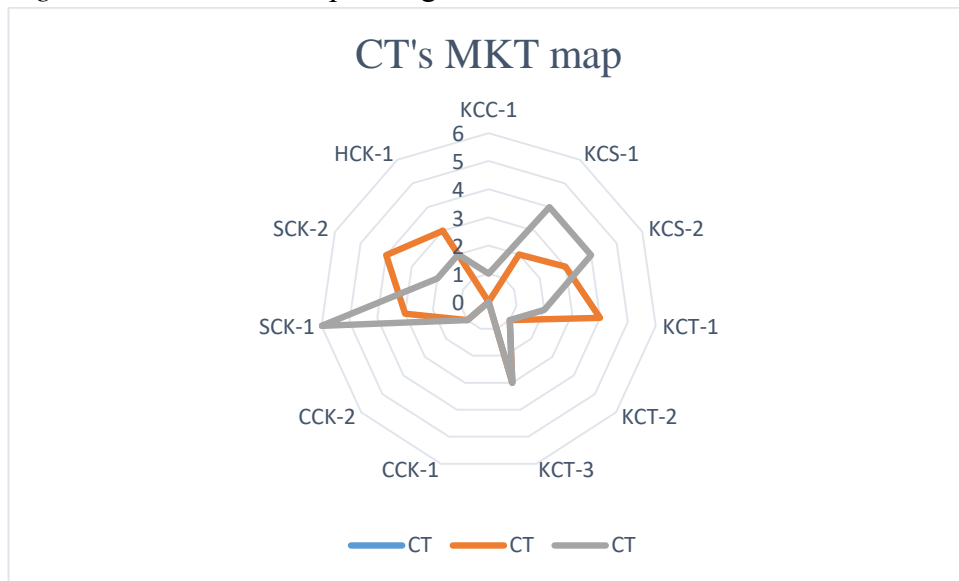 CT's MKT map
KCC-1
KCS-1
KCS-2
KCT-1
KCT-2
KCT-3
CCK-1
CCK-2
SCK-1
SCK-2
HCK-1
6
5
4
3
2
1
0
CT CT CT